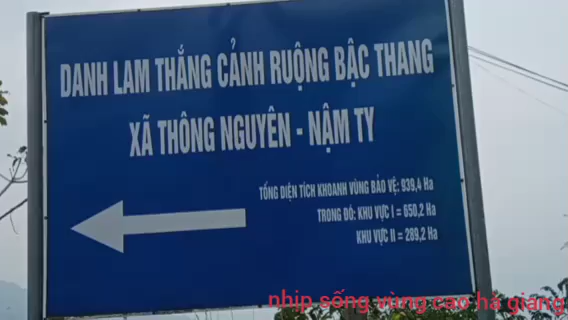 DANH LAM THẮNG CẢNH RUỘNG BẬC THANG
XÃ THÔNG NGUYÊN - NẬM TY
TỔNG DIỆN TÍCH KHOANH VÙNG BẢO VỆ: 939,4 Ha
TRONG ĐÓ: KHU VỰC I = 650,2 Ha
KHU VỰC II = 289,2 Ha
nhịp sống vùng cao hà giang